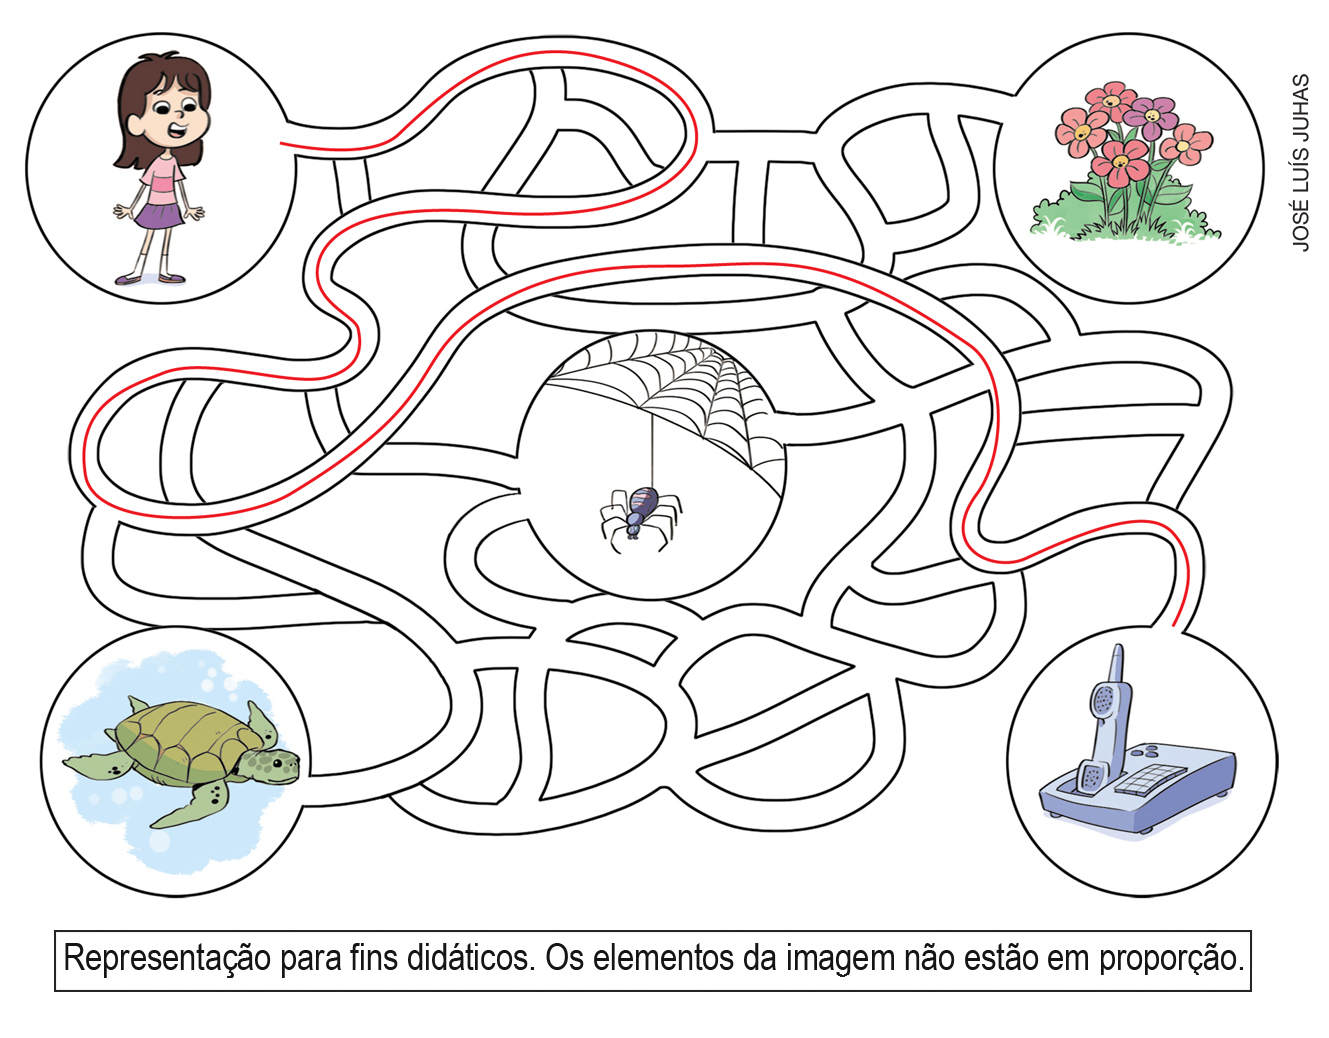 JOSÉ LUÍS JUHAS
Representação para fins didáticos. Os elementos da imagem não estão em proporção.